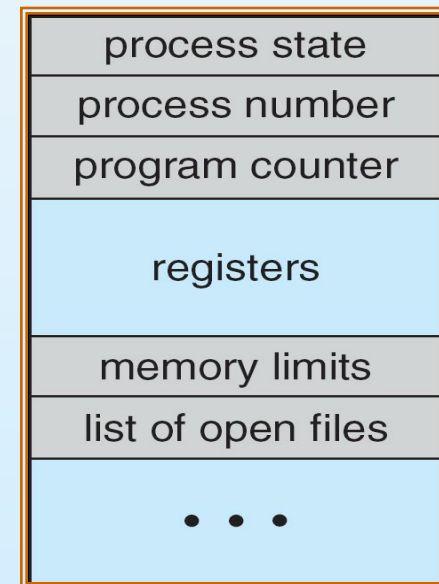 process state
process number
program counter
registers
memory limits
list of open files
• • •